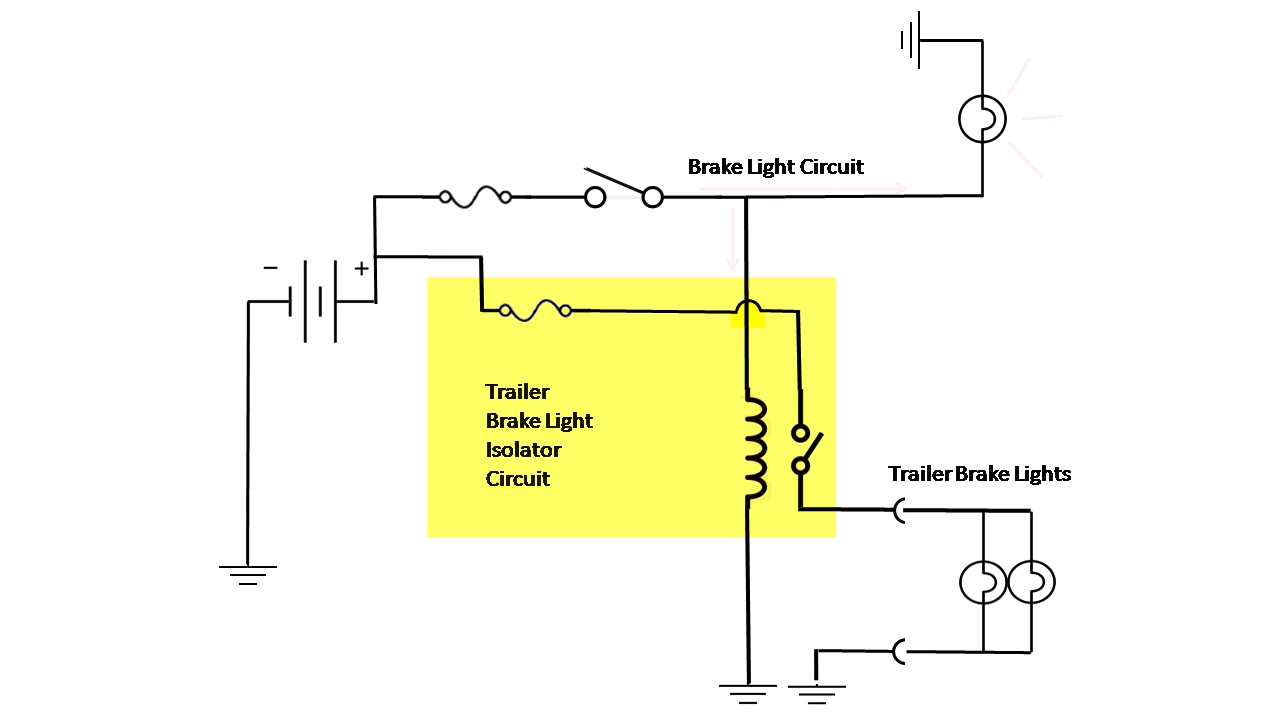 Brake Light Circuit
− +
Trailer
Brake Light
Isolator
Circuit
Trailer Brake Lights